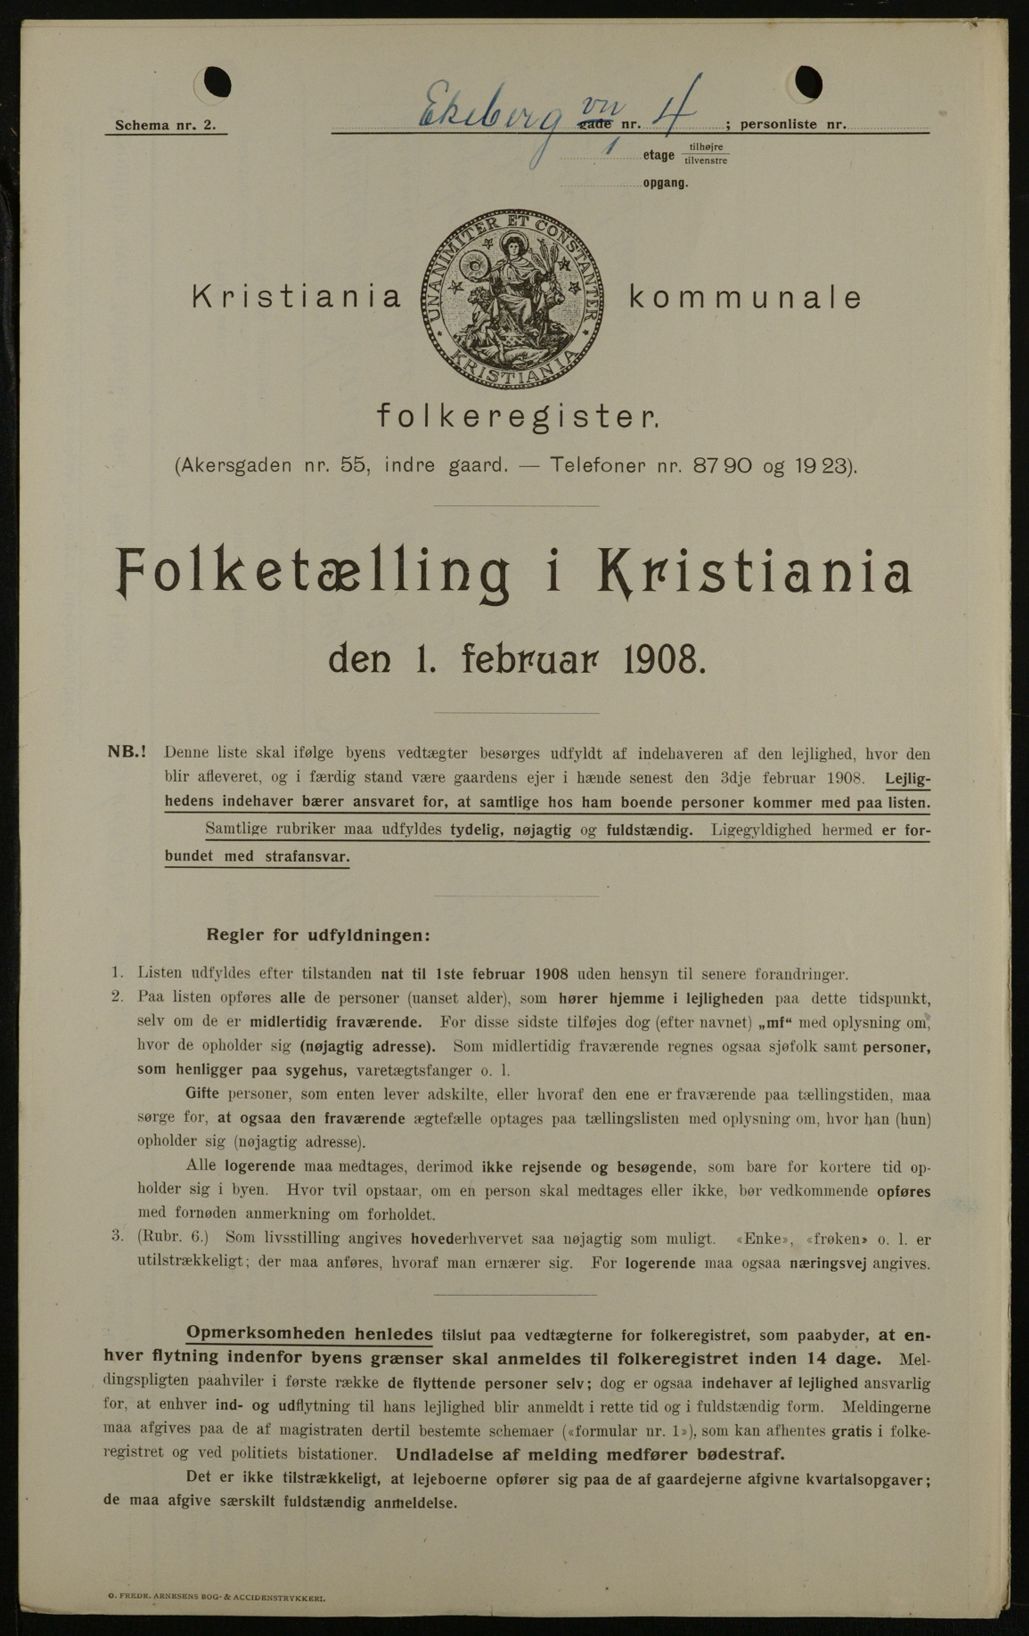 Schema nr. 2.
Ekeberg vn gade nr. 4 ; personliste nr.
1 etage tilhøjre tilvenstre
opgang.
UNANIMITER ET CONSTANTER
KRISTIANIA
Kristiania kommunale
folkeregister.
(Akersgaden nr. 55, indre gaard. — Telefoner nr. 8790 og 1923).
Folketælling i Kristiania
den 1. februar 1908.
NB.! Denne liste skal ifølge byens vedtægter besørges udfyldt af indehaveren af den lejlighed, hvor den
blir afleveret, og i færdig stand være gaardens ejer i hænde senest den 3dje februar 1908. Lejlig-
hedens indehaver bærer ansvaret for, at samtlige hos ham boende personer kommer med paa listen.
Samtlige rubriker maa udfyldes tydelig, nøjagtig og fuldstændig. Ligegyldighed hermed er for-
bundet med strafansvar.
Regler for udfyldningen:
1. Listen udfyldes efter tilstanden nat til 1ste februar 1908 uden hensyn til senere forandringer.
2. Paa listen opføres alle de personer (uanset alder), som hører hjemme i lejligheden paa dette tidspunkt,
selv om de er midlertidig fraværende. For disse sidste tilføjes dog (efter navnet) „mf“ med oplysning om,
hvor de opholder sig (nøjagtig adresse). Som midlertidig fraværende regnes ogsaa sjøfolk samt personer,
som henligger paa sygehus, varetægtsfanger o. l.
Gifte personer, som enten lever adskilte, eller hvoraf den ene er fraværende paa tællingstiden, maa
sørge for, at ogsaa den fraværende ægtefælle optages paa tællingslisten med oplysning om, hvor han (hun)
opholder sig (nøjagtig adresse).
Alle logerende maa medtages, derimod ikke rejsende og besøgende, som bare for kortere tid op-
holder sig i byen. Hvor tvil opstaar, om en person skal medtages eller ikke, bør vedkommende opføres
med fornøden anmerkning om forholdet.
3. (Rubr. 6.) Som livsstilling angives hovederhvervet saa nøjagtig som muligt. «Enke», «frøken» o. l. er
utilstrækkeligt; der maa anføres, hvoraf man ernærer sig. For logerende maa ogsaa næringsvej angives.
Opmerksomheden henledes tilslut paa vedtægterne for folkeregistret, som paabyder, at en-
hver flytning indenfor byens grænser skal anmeldes til folkeregistret inden 14 dage. Mel-
dingspligten paahviler i første række de flyttende personer selv; dog er ogsaa indehaver af lejlighed ansvarlig
for, at enhver ind- og udflytning til hans lejlighed blir anmeldt i rette tid og i fuldstændig form. Meldingerne
maa afgives paa de af magistraten dertil bestemte schemaer («formular nr. 1»), som kan afhentes gratis i folke-
registret og ved politiets bistationer. Undladelse af melding medfører bødestraf.
Det er ikke tilstrækkeligt, at lejeboerne opfører sig paa de af gaardejerne afgivne kvartalsopgaver;
de maa afgive særskilt fuldstændig anmeldelse.
O. FREDR. ARNESENS BOG- & ACCIDENSTRYKKERI.